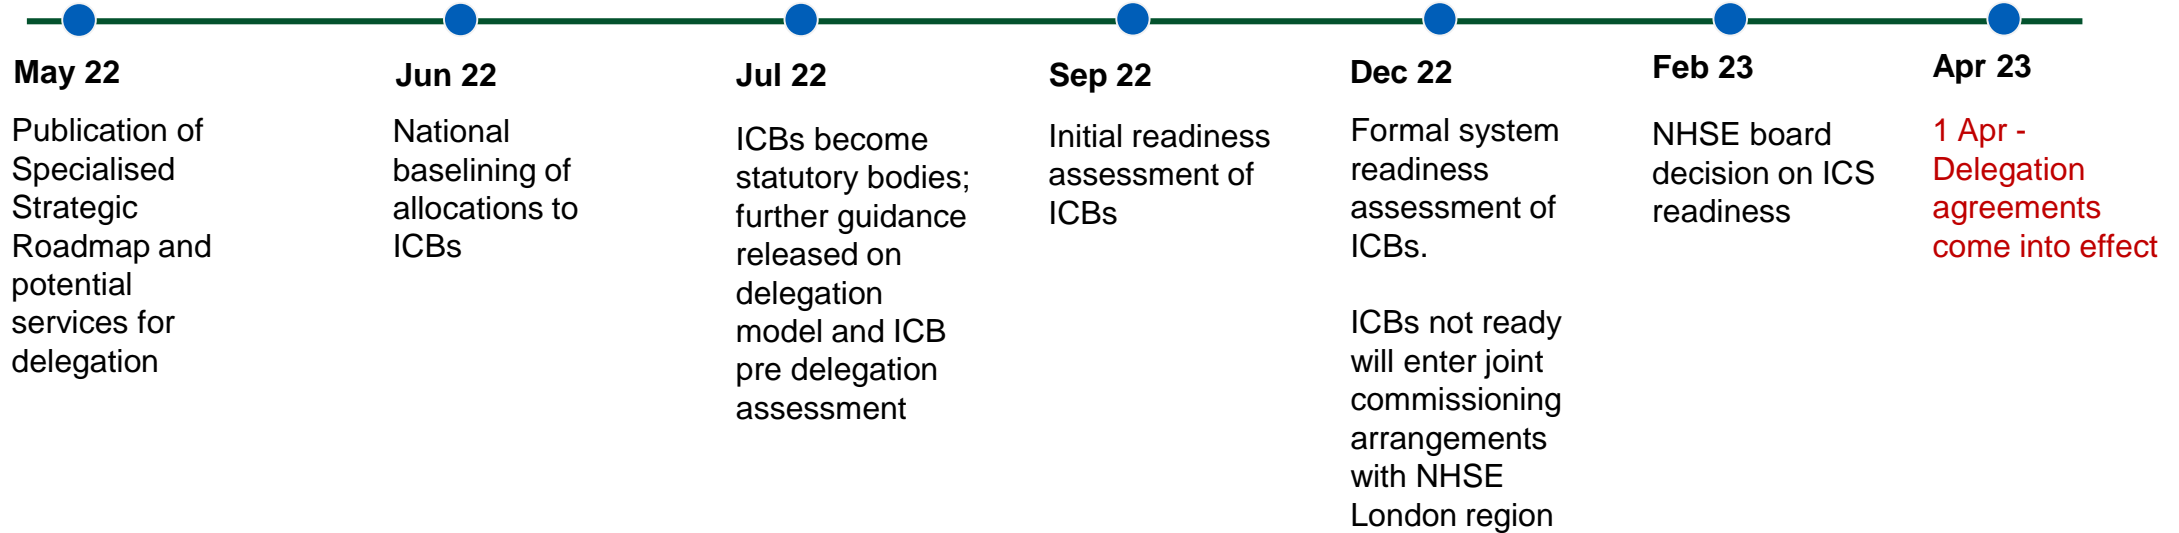 May 22
Publication of
Specialised
Strategic
Roadmap and
potential
services for
delegation
Jun 22
National
baselining of
allocations to
ICBs
Jul 22
ICBs become
statutory bodies;
further guidance
released on
delegation
model and ICB
pre delegation
assessment
Sep 22
Initial readiness
assessment of
ICBs
Dec 22
Formal system
readiness
assessment of
ICBs.
ICBs not ready
will enter joint
commissioning
arrangements
with NHSE
London region
Feb 23
NHSE board
decision on ICS
readiness
Apr 23
1 Apr -
Delegation
agreements
come into effect